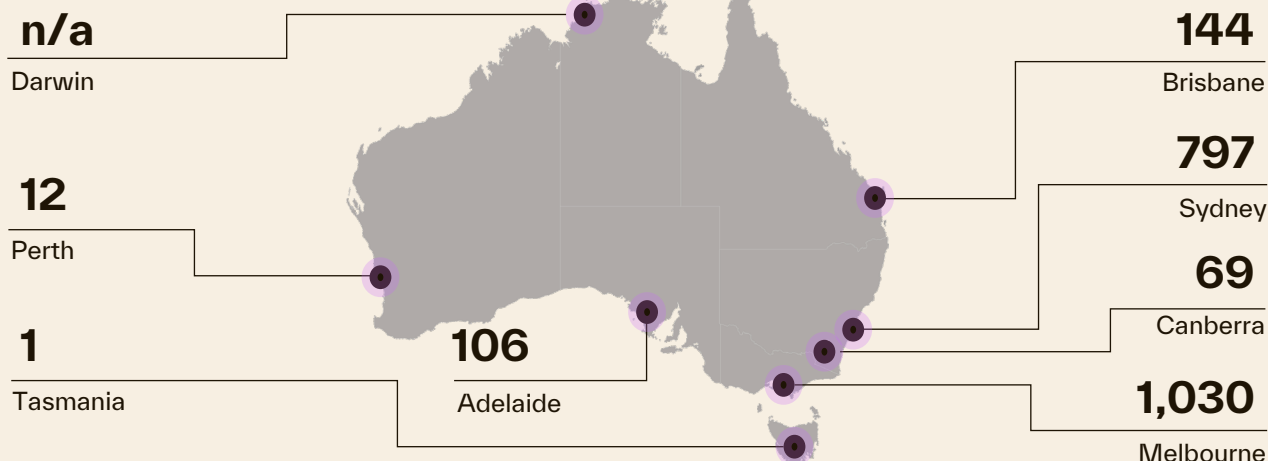 n/a
Darwin
12
Perth
1
Tasmania
106
Adelaide
144
Brisbane
797
Sydney
69
Canberra
1,030
Melbourne